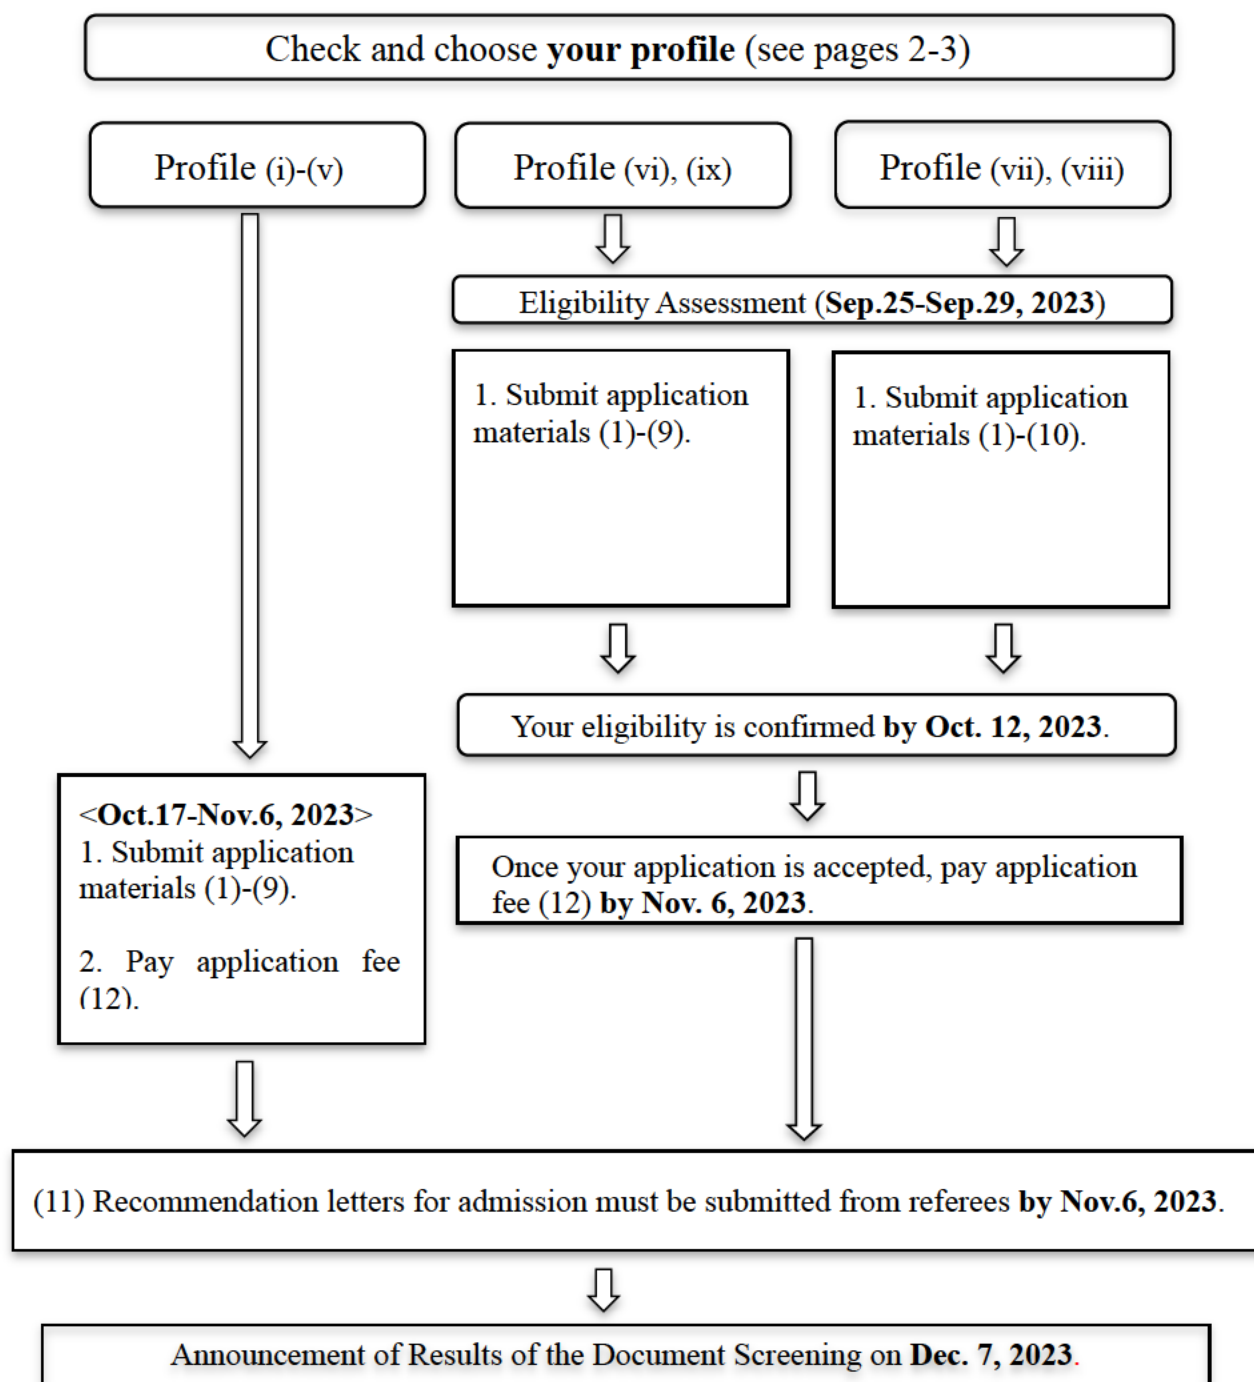 Check and choose your profile (see pages 2-3)
Profile (i)-(v)
Profile (vi), (ix)
Profile (vii), (viii)
Eligibility Assessment (Sep.25-Sep.29, 2023)
1. Submit application
materials (1)-(9).
1. Submit application
materials (1)-(10).
Your eligibility is confirmed by Oct. 12, 2023.
<Oct.17-Nov.6, 2023>
1. Submit application
materials (1)-(9).
2. Pay application fee
(12).
Once your application is accepted, pay application
fee (12) by Nov. 6, 2023.
(11) Recommendation letters for admission must be submitted from referees by Nov.6, 2023.
Announcement of Results of the Document Screening on Dec. 7, 2023.